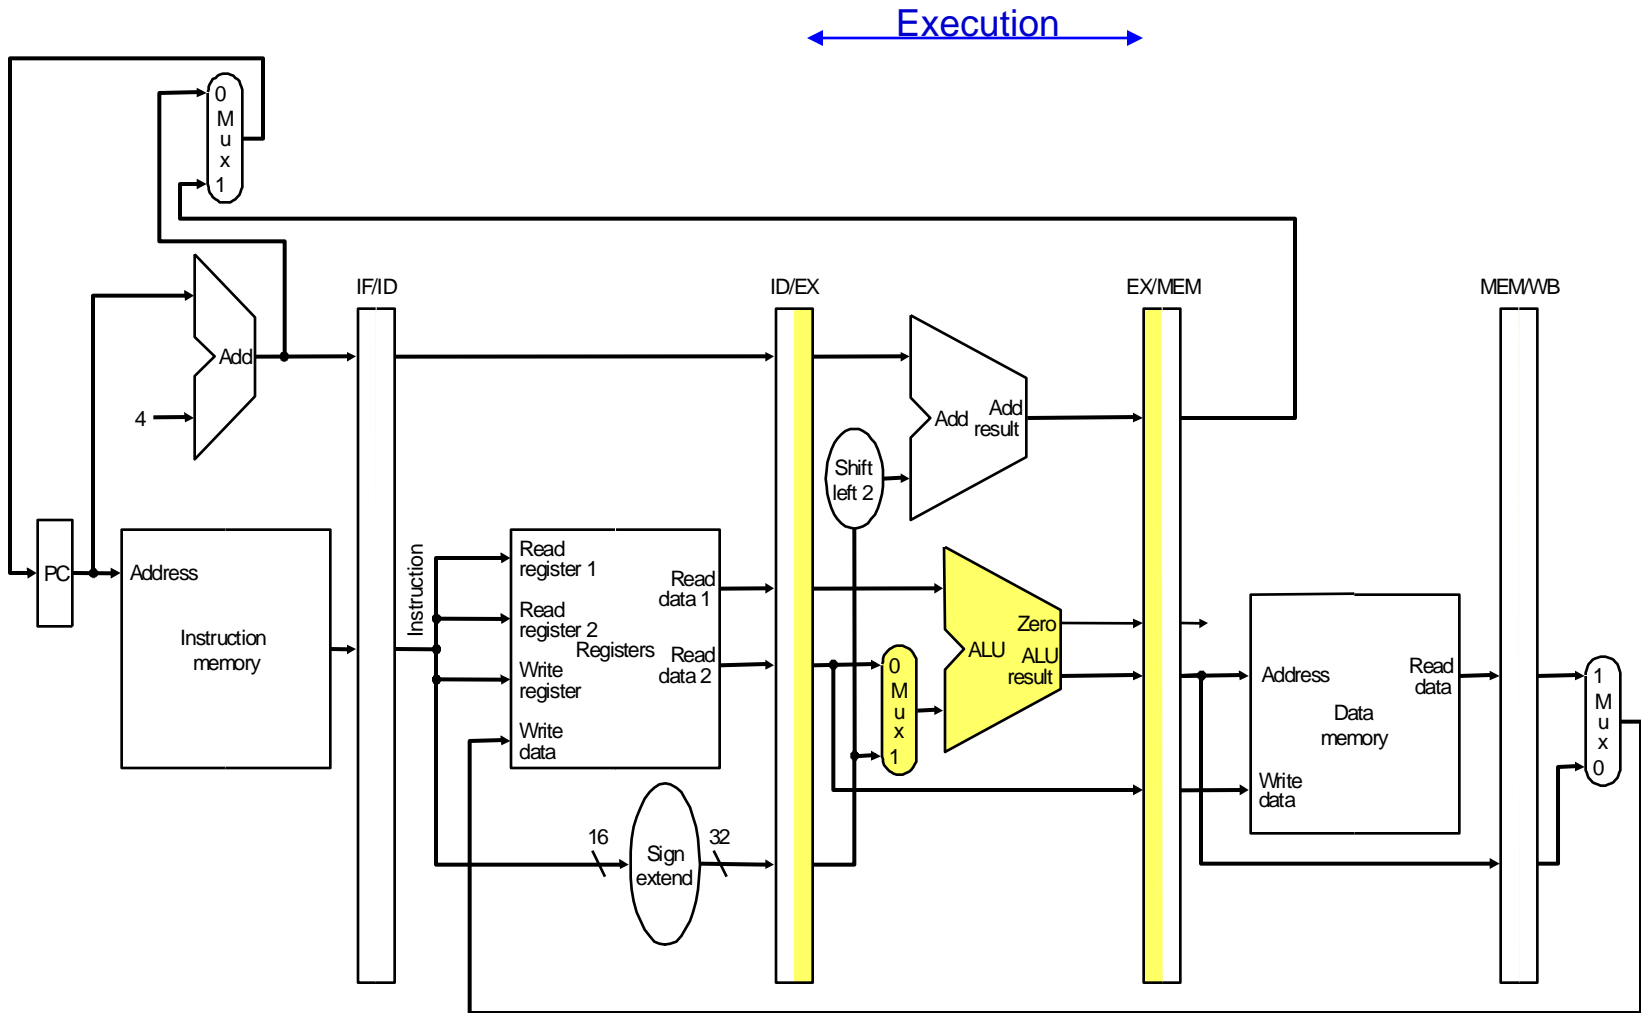 Execution
0
M
u
x
1
IF/ID
ID/EX
EX/MEM
MEM/WB
Add
4
Add
Add
result
Shift
left 2
PC
Address
Instruction
memory
Instruction
Read
register 1
Read
register 2
Write
register
Write
data
Registers
Read
data 1
Read
data 2
0
M
u
x
1
Zero
ALU
ALU
result
Address
Read
data
Data
memory
Write
data
1
M
u
x
0
16
Sign
extend
32